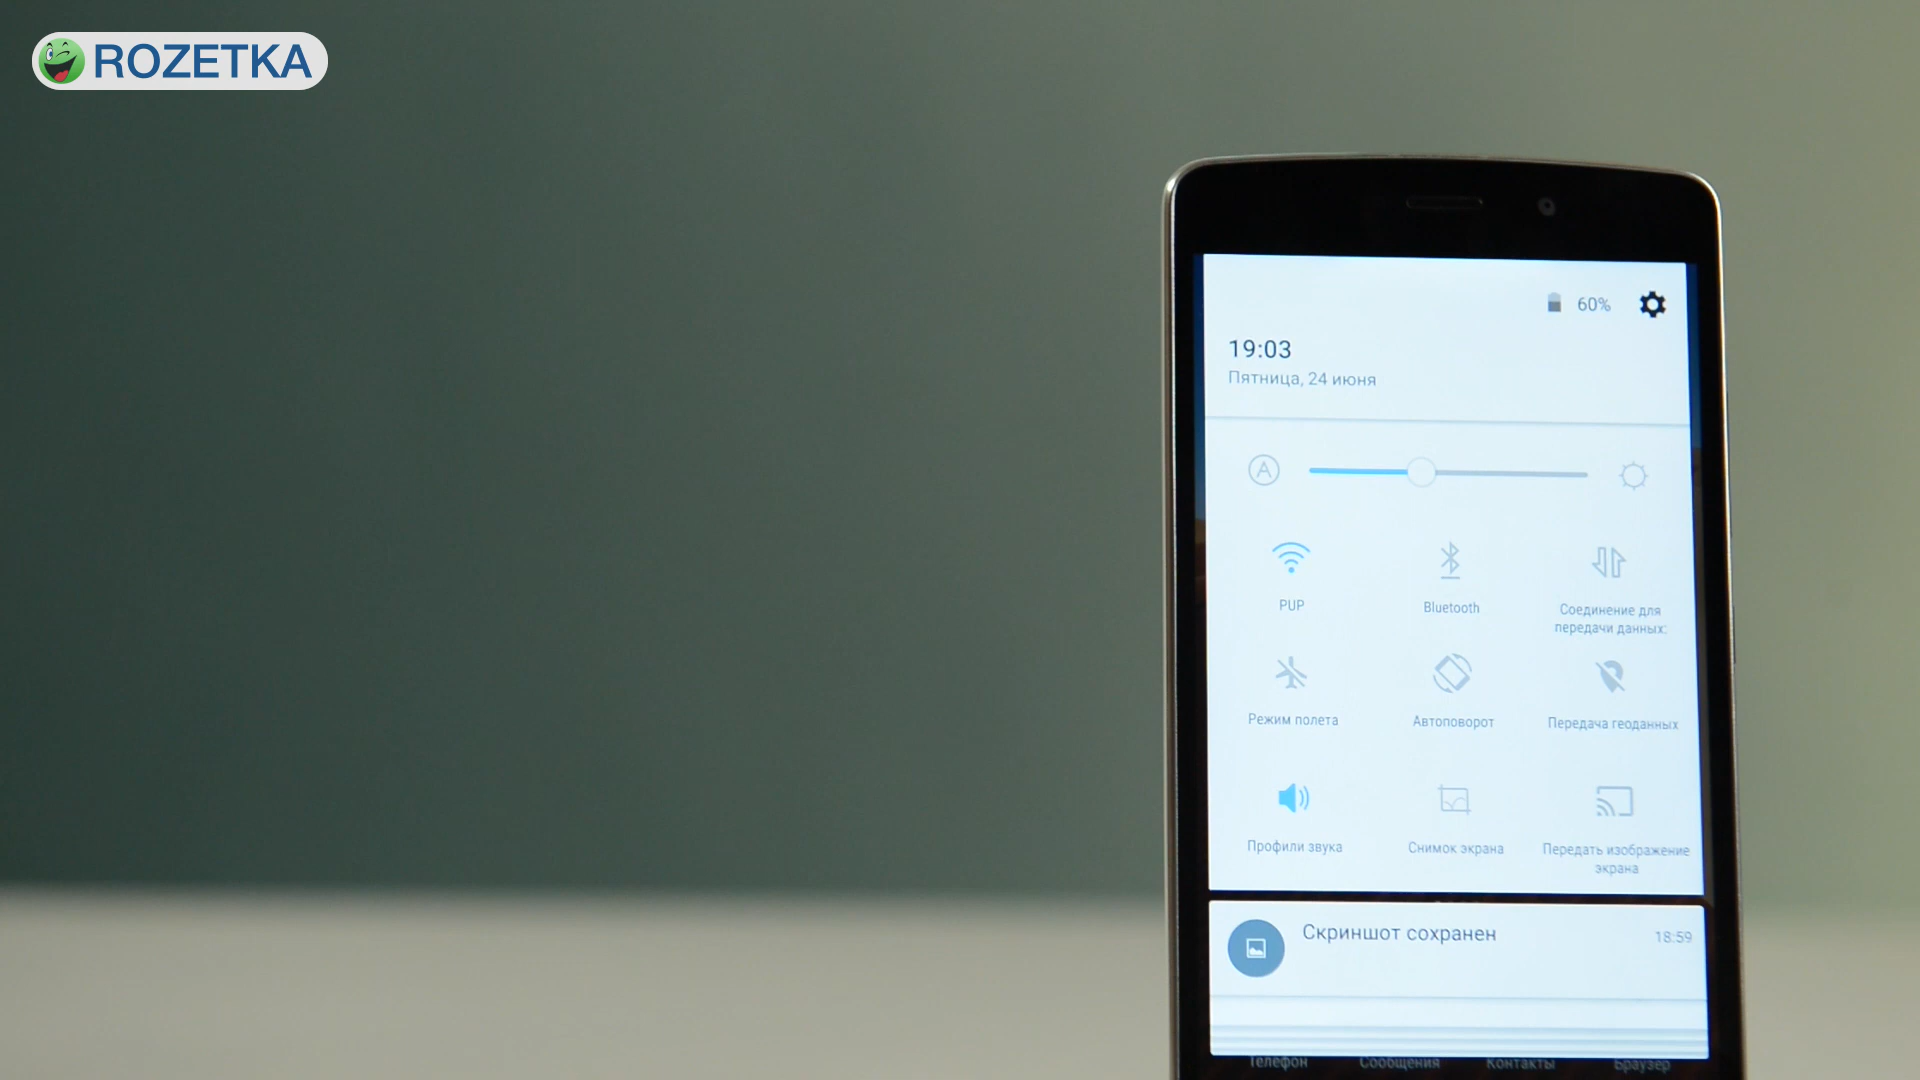 ROZETKA
60%
19:03
Пятница, 24 июня
A
PUP
Bluetooth
Соединение для
передачи данных:
Режим полета
Автоповорот
Передача геоданных
Профили звука
Снимок экрана
Передать изображение
экрана
Скриншот сохранен
18:59
Телефон
Сообщения
Контакты
Браузер